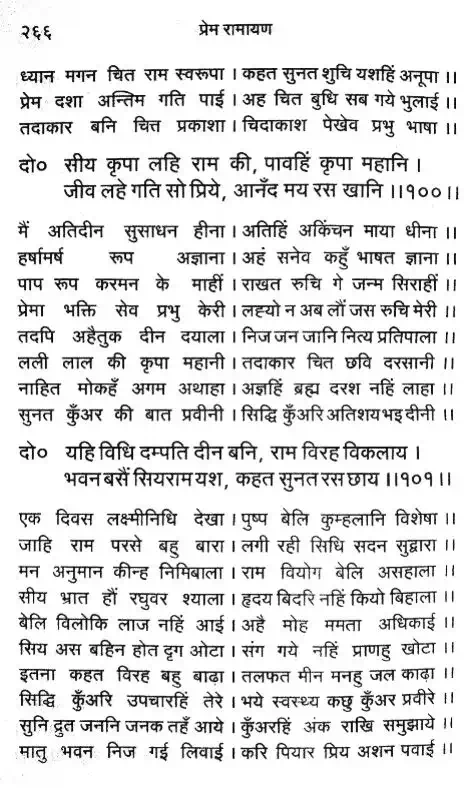 २६६
प्रेम रामायण
ध्यान मगन चित राम स्वरूपा । कहत सुनत शुचि यशहिं अनूपा ।।
प्रेम दशा अन्तिम गति पाई । अह चित बुधि सब गये भुलाई ।।
तदाकार बनि चित्त प्रकाशा । चिदाकाश पेखेव प्रभु भाषा ।।
दो० सीय कृपा लहि राम की, पावहिं कृपा महानि ।
जीव लहे गति सो प्रिये, आनँद मय रस खानि ।।१००।।
मैं अतिदीन सुसाधन हीना । अतिहिं अकिंचन माया धीना ।।
हर्षामर्ष रूप अज्ञाना । अहं सनेव कहुँ भाषत ज्ञाना ।।
पाप रूप करमन के माहीं । राखत रुचि गे जन्म सिराहीं ।।
प्रेमा भक्ति सेव प्रभु केरी । लह्यो न अब लौं जस रुचि मेरी ।।
तदपि अहैतुक दीन दयाला । निज जन जानि नित्य प्रतिपाला ।।
लली लाल की कृपा महानी । तदाकार चित छवि दरसानी ।।
नाहित मोकहँ अगम अथाहा । अज्ञहिं ब्रह्म दरश नहिं लाहा ।।
सुनत कुँअर की बात प्रवीनी । सिद्धि कुँअरि अतिशय भइ दीनी ।।
दो० यहि विधि दम्पति दीन बनि, राम विरह विकलाय ।
भवन बसैं सियराम यश, कहत सुनत रस छाय ।।१०१।।
एक दिवस लक्ष्मीनिधि देखा । पुष्प बेलि कुम्हलानि विशेषा ।।
जाहि राम परसे बहु बारा । लगी रही सिधि सदन सुद्वारा ।।
मन अनुमान कीन्ह निमिबाला । राम वियोग बेलि असहाला ।।
सीय भ्रात हौं रघुवर श्याला । हृदय बिदरि नहिं कियो बिहाला ।।
बेलि विलोकि लाज नहिं आई । अहै मोह ममता अधिकाई ।।
सिय अस बहिन होत दृग ओटा । संग गये नहिं प्राणहु खोटा ।।
इतना कहत विरह बहु बाढ़ा । तलफत मीन मनहु जल काढ़ा ।।
सिद्धि कुँअरि उपचारहिं तेरे । भये स्वस्थ्य कछु कुँअर प्रवीरे ।।
सुनि द्रुत जननि जनक तहँ आये । कुँअरहिं अंक राखि समुझाये ।।
मातु भवन निज गई लिवाई । करि पियार प्रिय अशन पवाई ।।